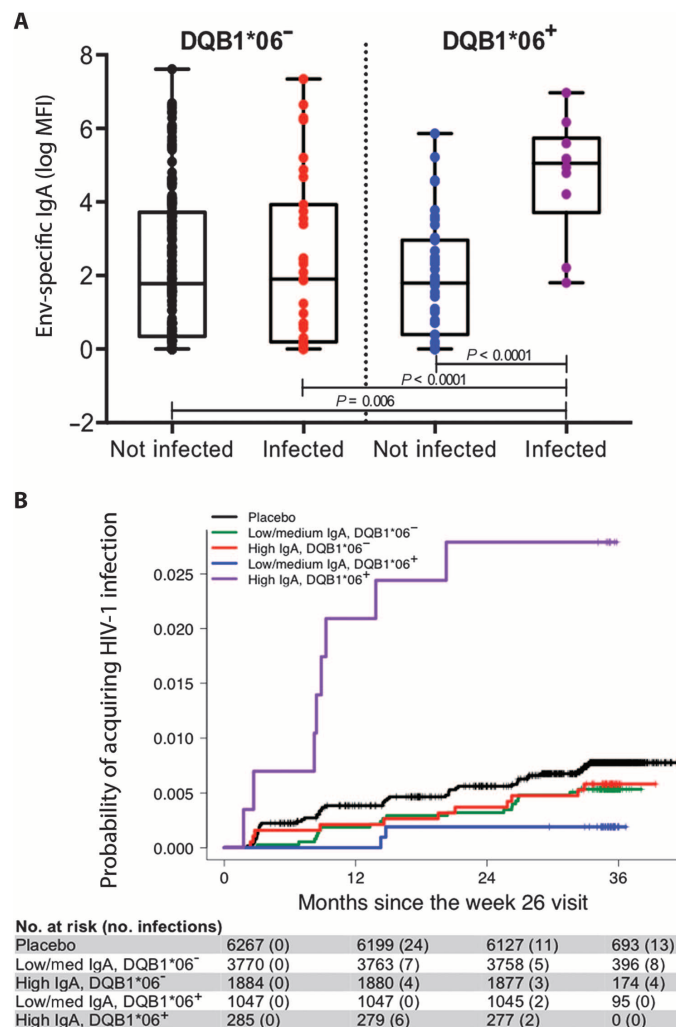 A
DQB1*06⁻ DQB1*06⁺
Env-specific IgA (log MFI)
8
6
4
2
0
−2
P < 0.0001
P < 0.0001
P = 0.006
Not infected Infected Not infected Infected
B
Probability of acquiring HIV-1 infection
Placebo
Low/medium IgA, DQB1*06⁻
High IgA, DQB1*06⁻
Low/medium IgA, DQB1*06⁺
High IgA, DQB1*06⁺
0.025
0.020
0.015
0.010
0.005
0.000
0 12 24 36
Months since the week 26 visit
No. at risk (no. infections)
Placebo 6267 (0) 6199 (24) 6127 (11) 693 (13)
Low/med IgA, DQB1*06⁻ 3770 (0) 3763 (7) 3758 (5) 396 (8)
High IgA, DQB1*06⁻ 1884 (0) 1880 (4) 1877 (3) 174 (4)
Low/med IgA, DQB1*06⁺ 1047 (0) 1047 (0) 1045 (2) 95 (0)
High IgA, DQB1*06⁺ 285 (0) 279 (6) 277 (2) 0 (0)